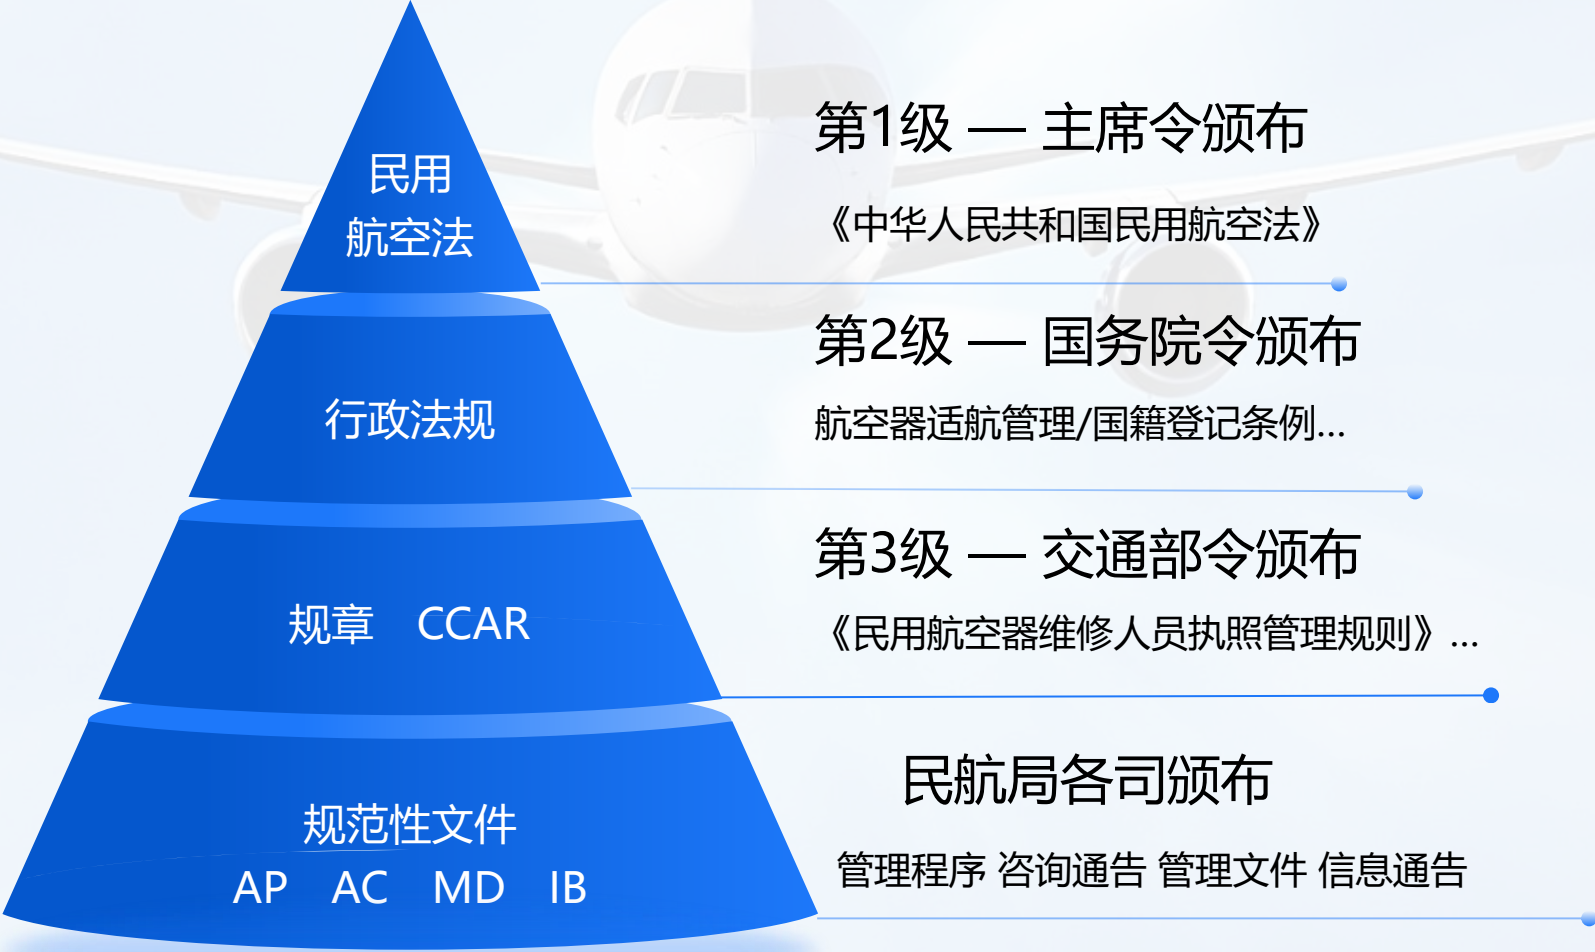 民用
航空法
第1级 — 主席令颁布
《中华人民共和国民用航空法》
行政法规
第2级 — 国务院令颁布
航空器适航管理/国籍登记条例...
规章 CCAR
第3级 — 交通部令颁布
《民用航空器维修人员执照管理规则》...
规范性文件
AP AC MD IB
民航局各司颁布
管理程序 咨询通告 管理文件 信息通告